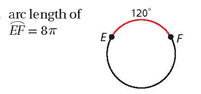 arc length of
EF = 8π
120°
E
F